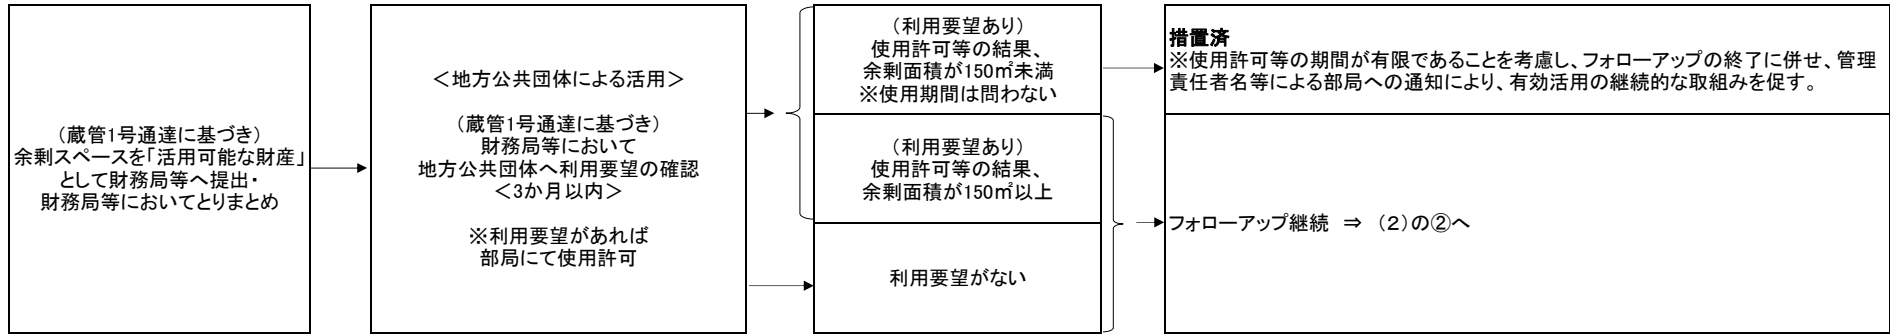 （蔵管1号通達に基づき）
余剰スペースを「活用可能な財産」
として財務局等へ提出・
財務局等においてとりまとめ
＜地方公共団体による活用＞
（蔵管1号通達に基づき）
財務局等において
地方公共団体へ利用要望の確認
＜3か月以内＞
※利用要望があれば
部局にて使用許可
（利用要望あり）
使用許可等の結果、
余剰面積が150㎡未満
※使用期間は問わない
（利用要望あり）
使用許可等の結果、
余剰面積が150㎡以上
利用要望がない
措置済
※使用許可等の期間が有限であることを考慮し、フォローアップの終了に併せ、管理
責任者名等による部局への通知により、有効活用の継続的な取組みを促す。
フォローアップ継続 ⇒ （２）の②へ